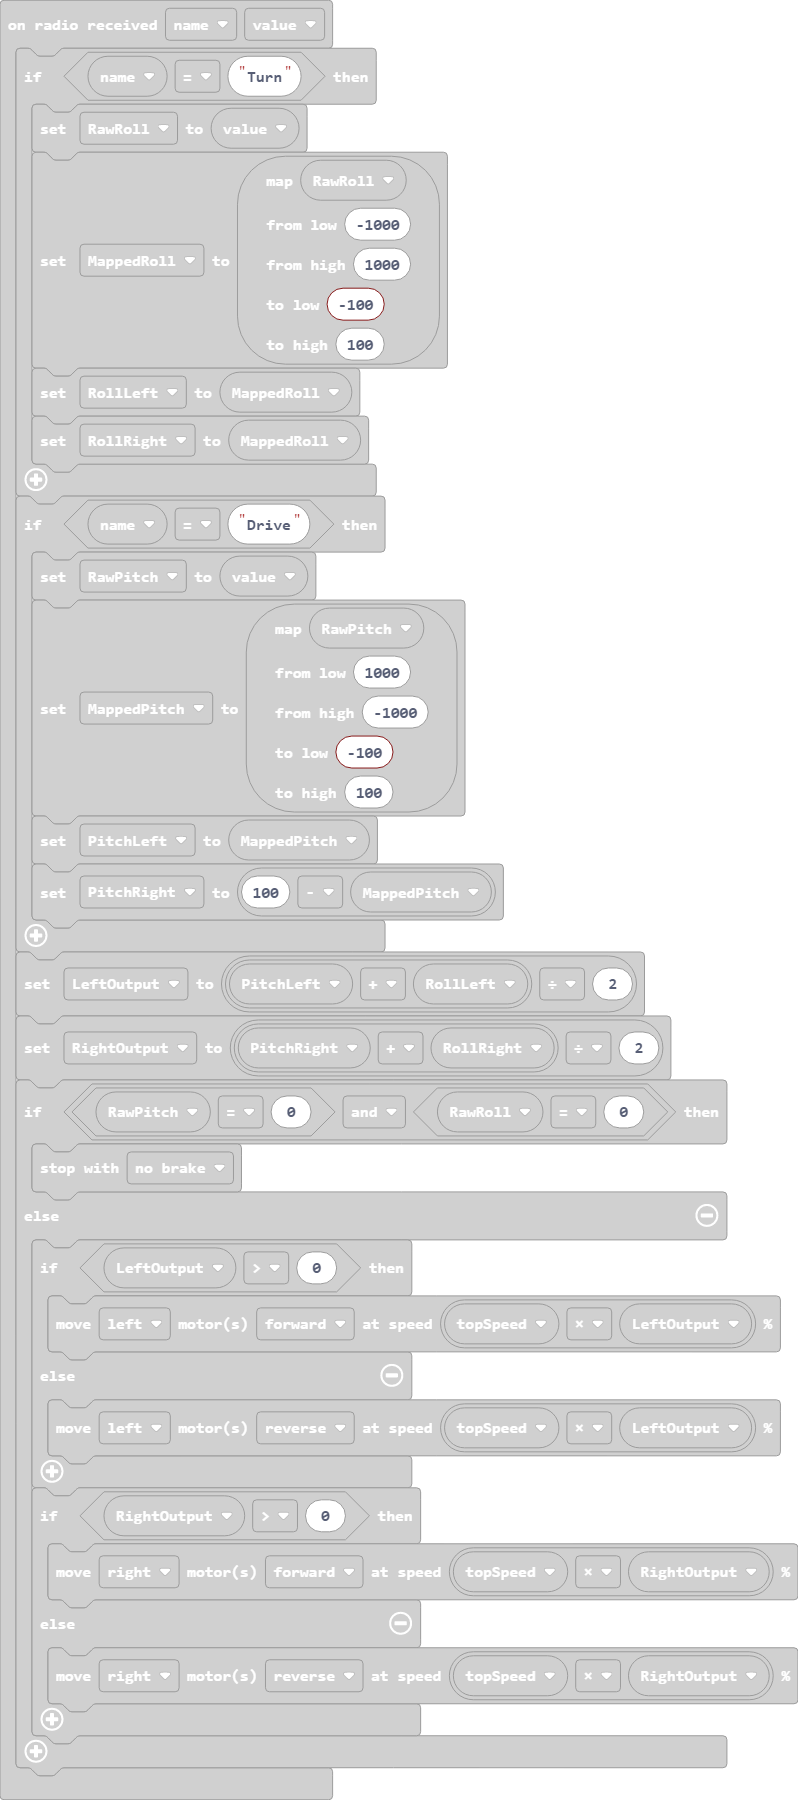 on radio received name value
if name = "Turn" then
set RawRoll to value
map RawRoll
from low -1000
from high 1000
set MappedRoll to
to low -100
to high 100
set RollLeft to MappedRoll
set RollRight to MappedRoll
if name = "Drive" then
set RawPitch to value
map RawPitch
from low 1000
from high -1000
set MappedPitch to
to low -100
to high 100
set PitchLeft to MappedPitch
set PitchRight to 100 - MappedPitch
set LeftOutput to PitchLeft + RollLeft ÷ 2
set RightOutput to PitchRight + RollRight ÷ 2
if RawPitch = 0 and RawRoll = 0 then
stop with no brake
else
if LeftOutput > 0 then
move left motor(s) forward at speed topSpeed × LeftOutput %
else
move left motor(s) reverse at speed topSpeed × LeftOutput %
if RightOutput > 0 then
move right motor(s) forward at speed topSpeed × RightOutput %
else
move right motor(s) reverse at speed topSpeed × RightOutput %